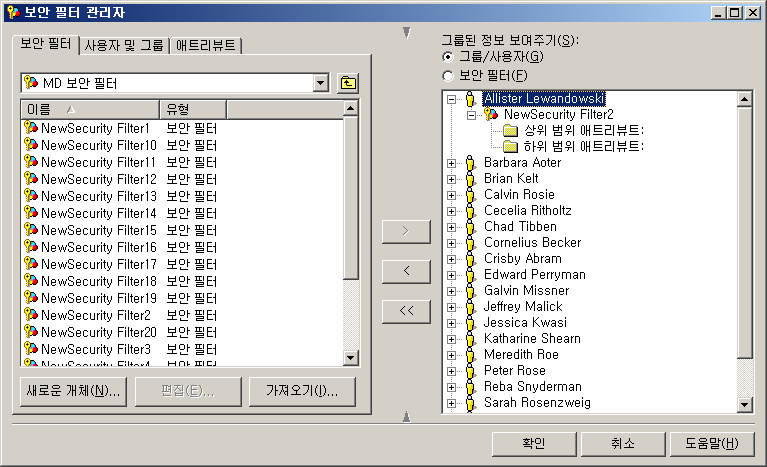 보안 필터 관리자
보안 필터 사용자 및 그룹 애트리뷰트
MD 보안 필터
이름 유형
NewSecurity Filter1 보안 필터
NewSecurity Filter10 보안 필터
NewSecurity Filter11 보안 필터
NewSecurity Filter12 보안 필터
NewSecurity Filter13 보안 필터
NewSecurity Filter14 보안 필터
NewSecurity Filter15 보안 필터
NewSecurity Filter16 보안 필터
NewSecurity Filter17 보안 필터
NewSecurity Filter18 보안 필터
NewSecurity Filter19 보안 필터
NewSecurity Filter2 보안 필터
NewSecurity Filter20 보안 필터
NewSecurity Filter3 보안 필터
NewSecurity Filter4 보안 필터
새로운 개체(N)... 편집(E)... 가져오기(I)...
>
<
<<
그룹된 정보 보여주기(S):
그룹/사용자(G)
보안 필터(F)
Allister Lewandowski
NewSecurity Filter2
상위 범위 애트리뷰트:
하위 범위 애트리뷰트:
Barbara Aoter
Brian Kelt
Calvin Rosie
Cecelia Ritholtz
Chad Tibben
Cornelius Becker
Crisby Abram
Edward Perryman
Galvin Missner
Jeffrey Malick
Jessica Kwasi
Katharine Shearn
Meredith Roe
Peter Rose
Reba Snyderman
Sarah Rosenzweig
확인 취소 도움말(H)